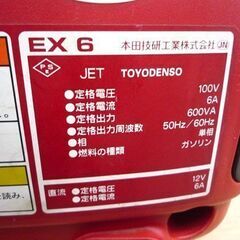 EX 6 本田技研工業株式会社
PSE
JET TOYODENSO
●定格電圧 100V
●定格電流 6A
●定格出力 600VA
●定格出力周波数 50Hz/60Hz
●相 単相
●燃料の種類 ガソリン
直流 ●定格電圧 12V
●定格電流 6A
読み、